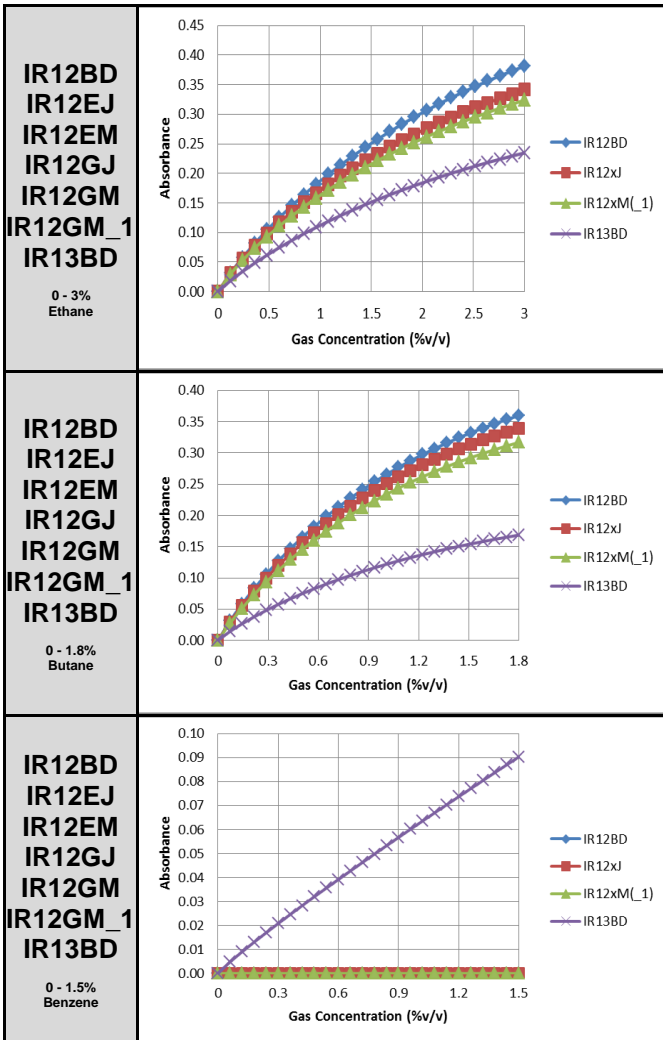 IR12BD
IR12EJ
IR12EM
IR12GJ
IR12GM
IR12GM_1
IR13BD
0 - 3%
Ethane
0.45
0.40
0.35
0.30
0.25
0.20
0.15
0.10
0.05
0.00
Absorbance
0 0.5 1 1.5 2 2.5 3
Gas Concentration (%v/v)
IR12BD
IR12xJ
IR12xM(_1)
IR13BD
IR12BD
IR12EJ
IR12EM
IR12GJ
IR12GM
IR12GM_1
IR13BD
0 - 1.8%
Butane
0.40
0.35
0.30
0.25
0.20
0.15
0.10
0.05
0.00
Absorbance
0 0.3 0.6 0.9 1.2 1.5 1.8
Gas Concentration (%v/v)
IR12BD
IR12xJ
IR12xM(_1)
IR13BD
IR12BD
IR12EJ
IR12EM
IR12GJ
IR12GM
IR12GM_1
IR13BD
0 - 1.5%
Benzene
0.10
0.09
0.08
0.07
0.06
0.05
0.04
0.03
0.02
0.01
0.00
Absorbance
0 0.3 0.6 0.9 1.2 1.5
Gas Concentration (%v/v)
IR12BD
IR12xJ
IR12xM(_1)
IR13BD